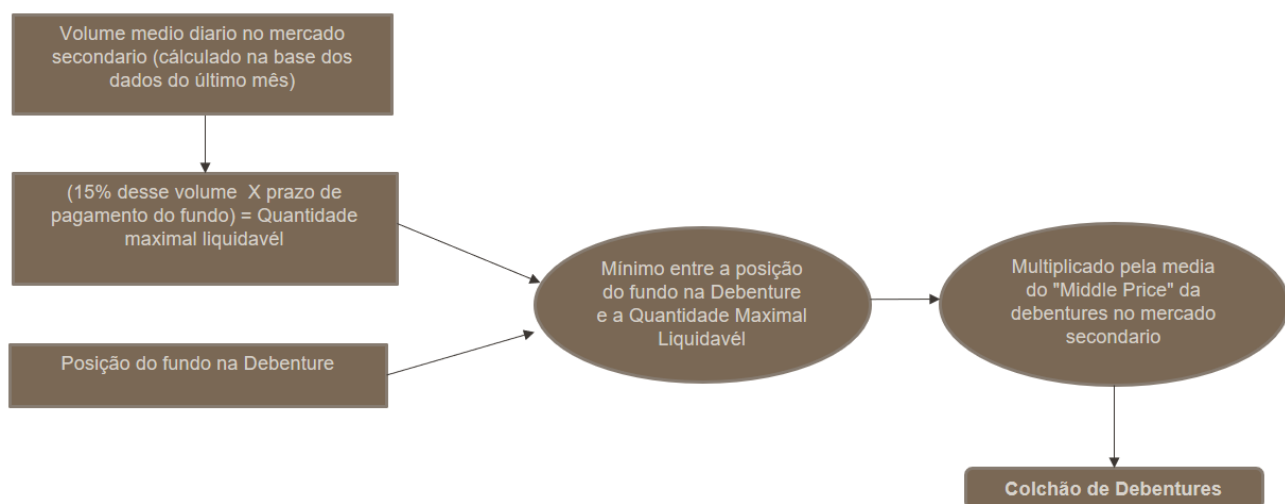 Volume medio diario no mercado
secondario (cálculado na base dos
dados do último mês)
(15% desse volume X prazo de
pagamento do fundo) = Quantidade
maximal liquidavél
Posição do fundo na Debenture
Mínimo entre a posição
do fundo na Debenture
e a Quantidade Maximal
Liquidavél
Multiplicado pela media
do "Middle Price" da
debentures no mercado
secondario
Colchão de Debentures